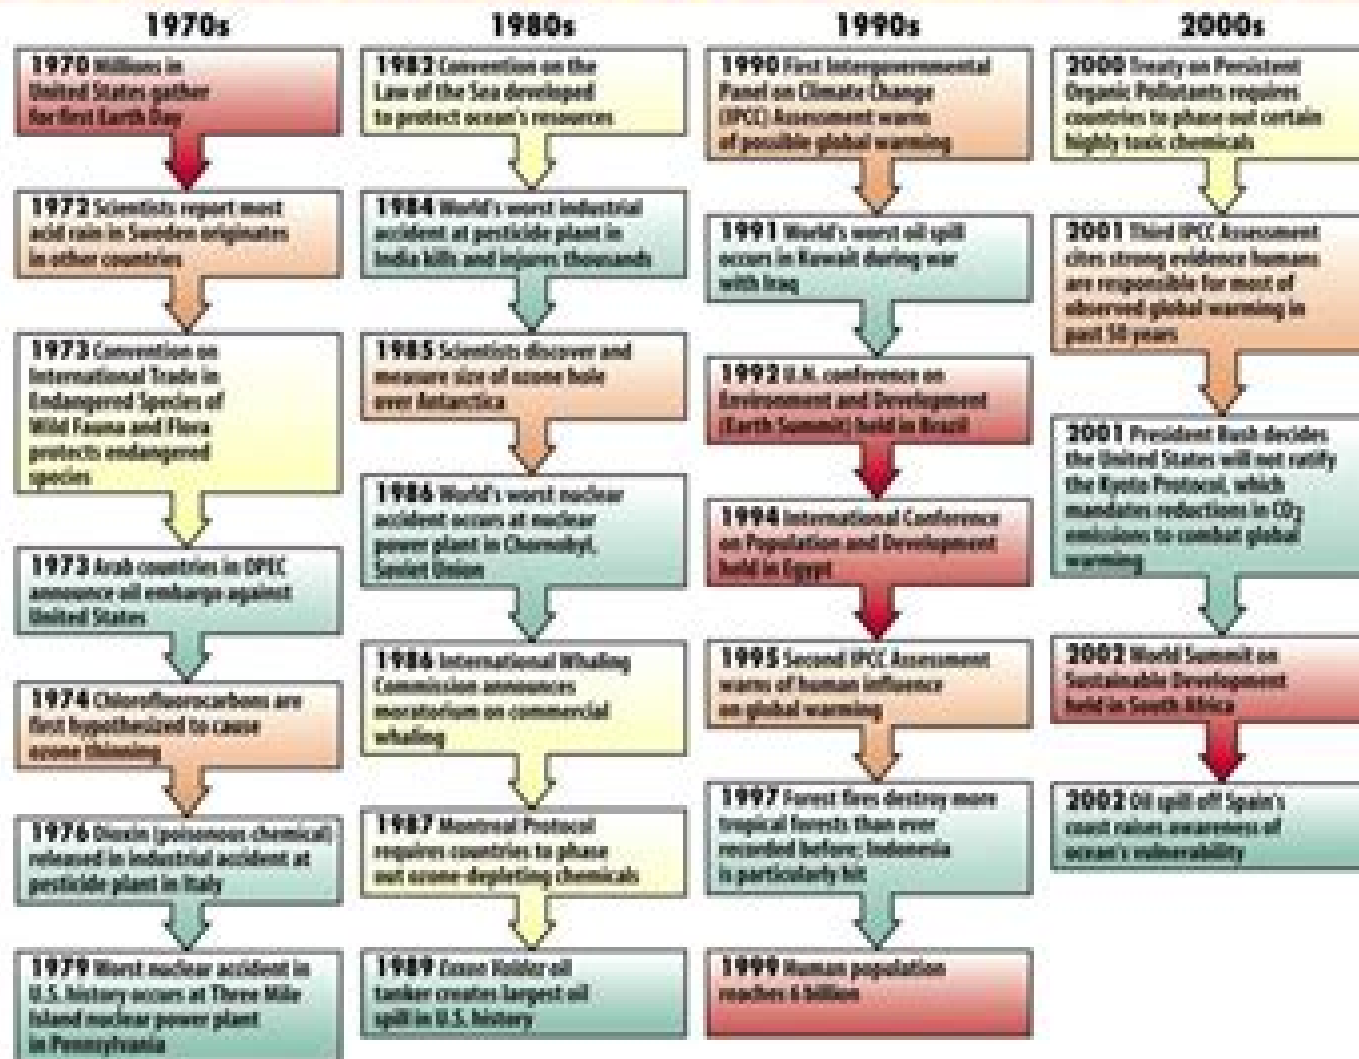 1970s
1970 Millions in
United States gather
for first Earth Day
1972 Scientists report most
acid rain in Sweden originates
in other countries
1973 Convention on
International Trade in
Endangered Species of
Wild Fauna and Flora
protects endangered
species
1973 Arab countries in OPEC
announce oil embargo against
United States
1974 Chlorofluorocarbons are
first hypothesized to cause
ozone thinning
1976 Dioxin (poisonous chemical)
released in industrial accident at
pesticide plant in Italy
1979 Worst nuclear accident in
U.S. history occurs at Three Mile
Island nuclear power plant
in Pennsylvania
1980s
1982 Convention on the
Law of the Sea developed
to protect ocean's resources
1984 World's worst industrial
accident at pesticide plant in
India kills and injures thousands
1985 Scientists discover and
measure size of ozone hole
over Antarctica
1986 World's worst nuclear
accident occurs at nuclear
power plant in Chornobyl,
Soviet Union
1986 International Whaling
Commission announces
moratorium on commercial
whaling
1987 Montreal Protocol
requires countries to phase
out ozone-depleting chemicals
1989 Exxon Valdez oil
tanker creates largest oil
spill in U.S. history
1990s
1990 First Intergovernmental
Panel on Climate Change
(IPCC) Assessment warns
of possible global warming
1991 World's worst oil spill
occurs in Kuwait during war
with Iraq
1992 U.N. conference on
Environment and Development
(Earth Summit) held in Brazil
1994 International Conference
on Population and Development
held in Egypt
1995 Second IPCC Assessment
warns of human influence
on global warming
1997 Forest fires destroy more
tropical forests than ever
recorded before; Indonesia
is particularly hit
1999 Human population
reaches 6 billion
2000s
2000 Treaty on Persistent
Organic Pollutants requires
countries to phase out certain
highly toxic chemicals
2001 Third IPCC Assessment
cites strong evidence humans
are responsible for most of
observed global warming in
past 50 years
2001 President Bush decides
the United States will not ratify
the Kyoto Protocol, which
mandates reductions in CO₂
emissions to combat global
warming
2002 World Summit on
Sustainable Development
held in South Africa
2002 Oil spill off Spain's
coast raises awareness of
ocean's vulnerability